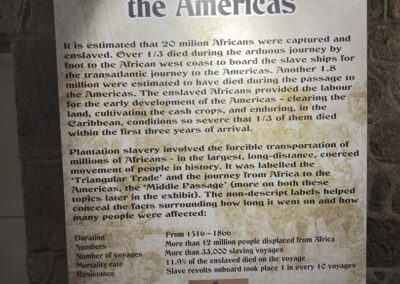 the Americas
It is estimated that 20 milion Africans were captured and
enslaved. Over 1/3 died during the arduous journey by
foot to the African west coast to board the slave ships for
the transatlantic journey to the Americas. Another 1.8
million were estimated to have died during the passage to
the Americas. The enslaved Africans provided the labour
for the early development of the Americas - clearing the
land, cultivating the cash crops, and enduring, in the
Caribbean, conditions so severe that 1/3 of them died
within the first three years of arrival.
Plantation slavery involved the forcible transportation of
millions of Africans - in the largest, long-distance, coerced
movement of people in history. It was labelled the
'Triangular Trade' and the journey from Africa to the
Americas, the 'Middle Passage' (more on both these
topics later in the exhibit). The non-descript labels helped
conceal the facts surrounding how long it went on and how
many people were affected:
Duration From 1516 - 1866
Numbers More than 12 million people displaced from Africa
Number of voyages More than 33,000 slaving voyages
Mortality rate 11.9% of the enslaved died on the voyage
Resistance Slave revolts onboard took place 1 in every 10 voyages